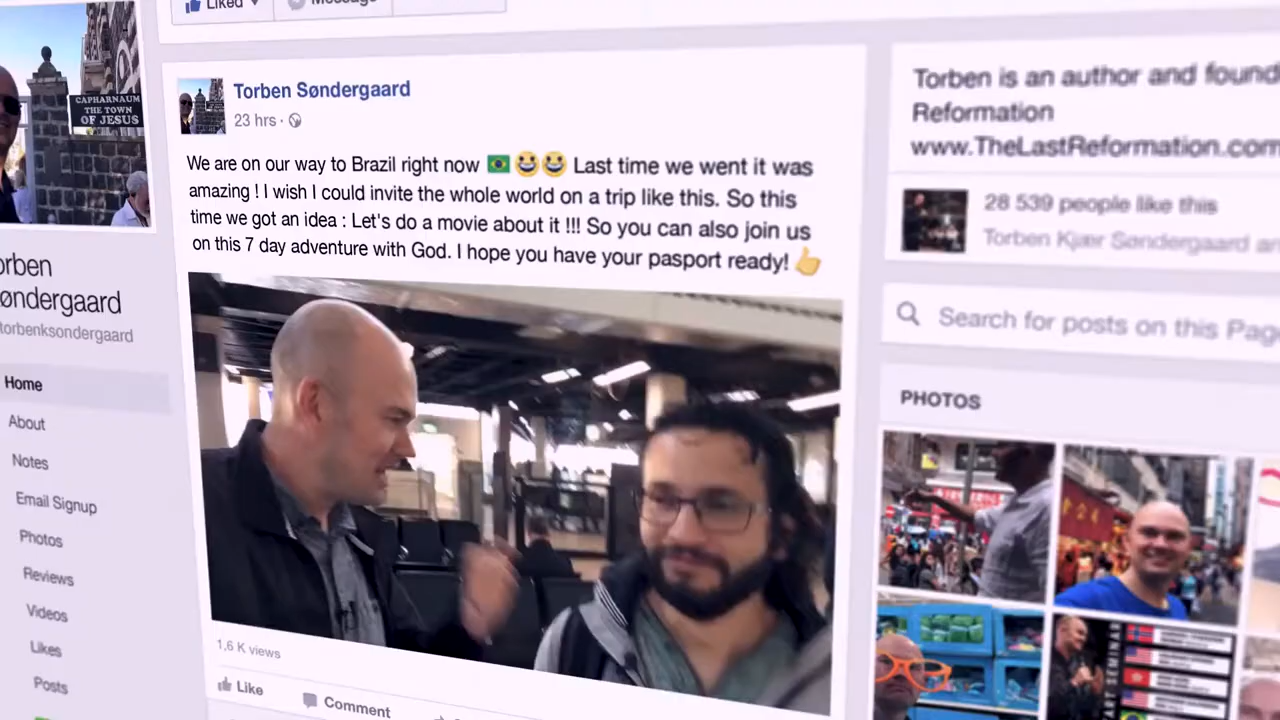 Liked
Message
CAPHARNAUM
THE TOWN
OF JESUS
Torben Søndergaard
23 hrs ·
We are on our way to Brazil right now 🇧🇷😀😀 Last time we went it was
amazing ! I wish I could invite the whole world on a trip like this. So this
time we got an idea : Let's do a movie about it !!! So you can also join us
on this 7 day adventure with God. I hope you have your pasport ready! 👍
1,6 K views
Like
Comment
orben
øndergaard
torbenksondergaard
Home
About
Notes
Email Signup
Photos
Reviews
Videos
Likes
Posts
Torben is an author and found
Reformation
www.TheLastReformation.com
28 539 people like this
Torben Kjær Søndergaard an
Search for posts on this Pag
PHOTOS